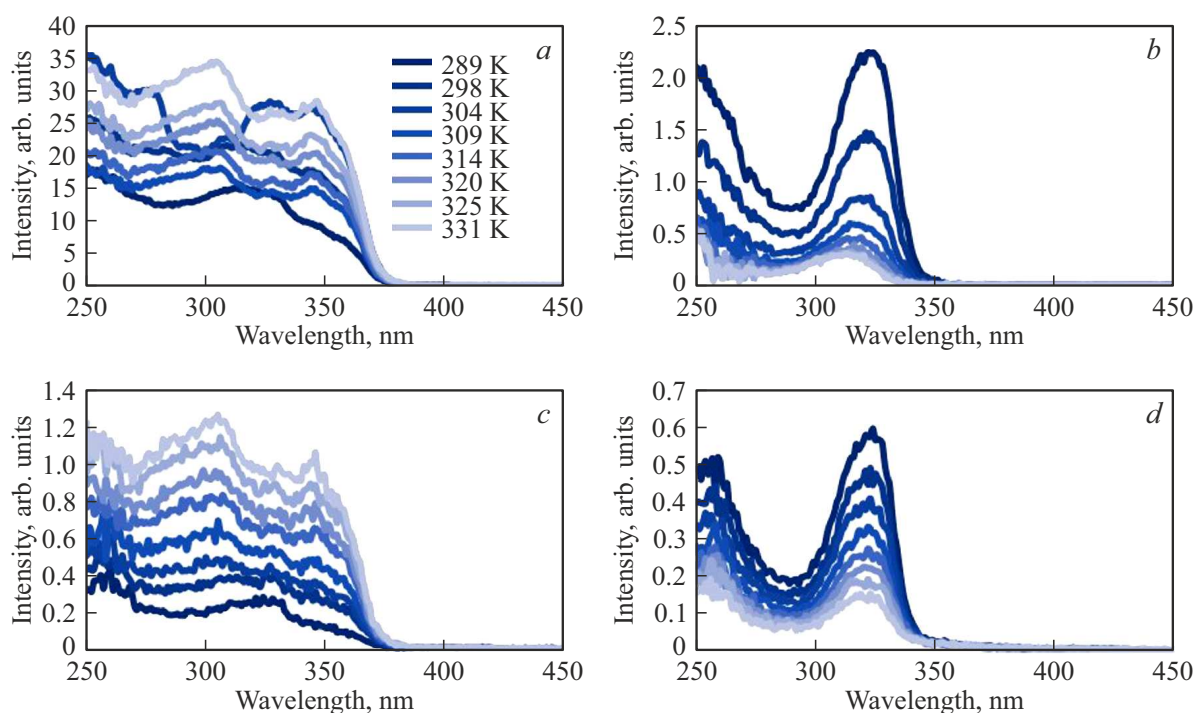 40
35
30
25
20
15
10
5
0
Intensity, arb. units
a
289 K
298 K
304 K
309 K
314 K
320 K
325 K
331 K
250 300 350 400 450
Wavelength, nm
2.5
2.0
1.5
1.0
0.5
0
Intensity, arb. units
b
250 300 350 400 450
Wavelength, nm
1.4
1.2
1.0
0.8
0.6
0.4
0.2
0
Intensity, arb. units
c
250 300 350 400 450
Wavelength, nm
0.7
0.6
0.5
0.4
0.3
0.2
0.1
0
Intensity, arb. units
d
250 300 350 400 450
Wavelength, nm